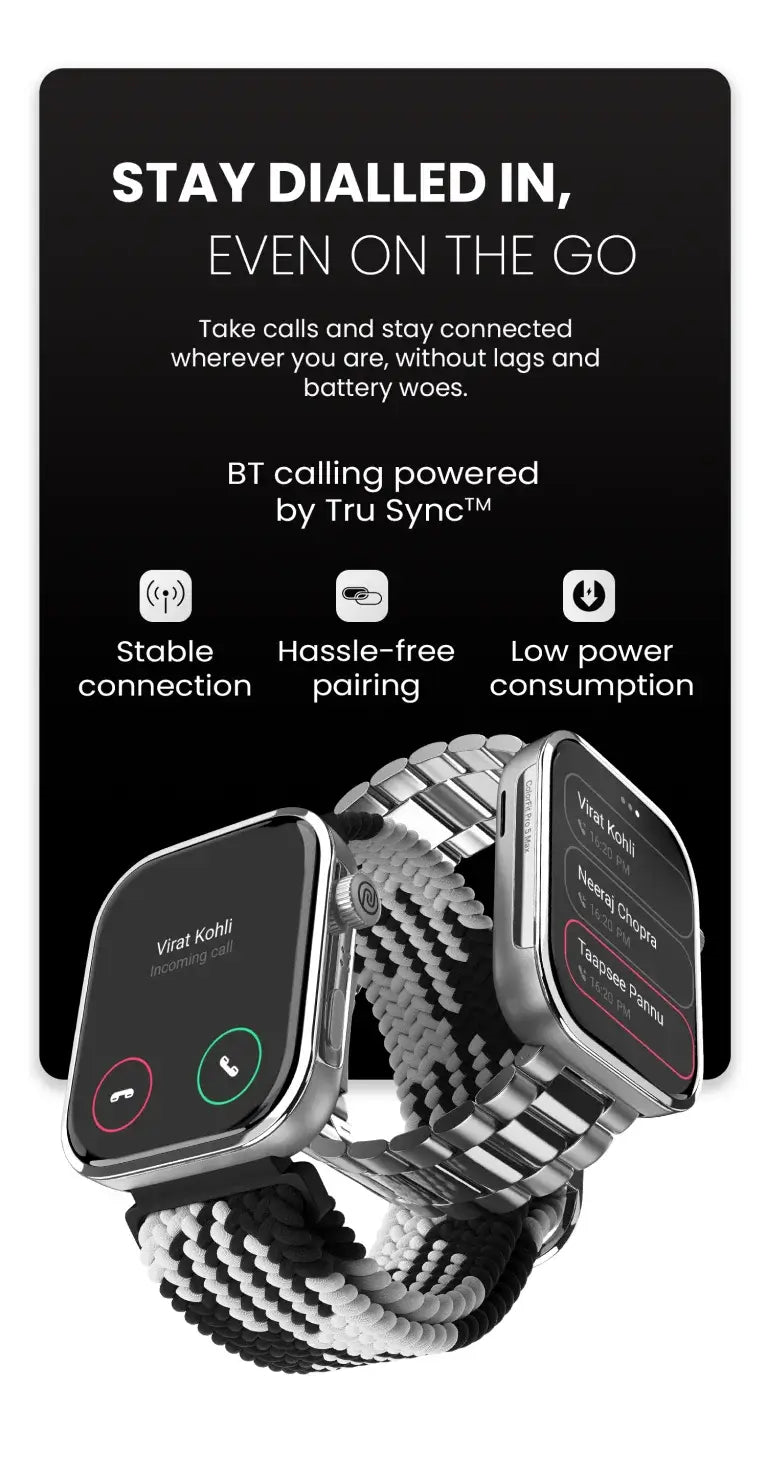 STAY DIALLED IN,
EVEN ON THE GO
Take calls and stay connected
wherever you are, without lags and
battery woes.
BT calling powered
by Tru Sync™
Stable
connection
Hassle-free
pairing
Low power
consumption
Virat Kohli
Incoming call
ColorFit Pro 5 Max
Virat Kohli
16:20 PM
Neeraj Chopra
16:20 PM
Taapsee Pannu
16:20 PM